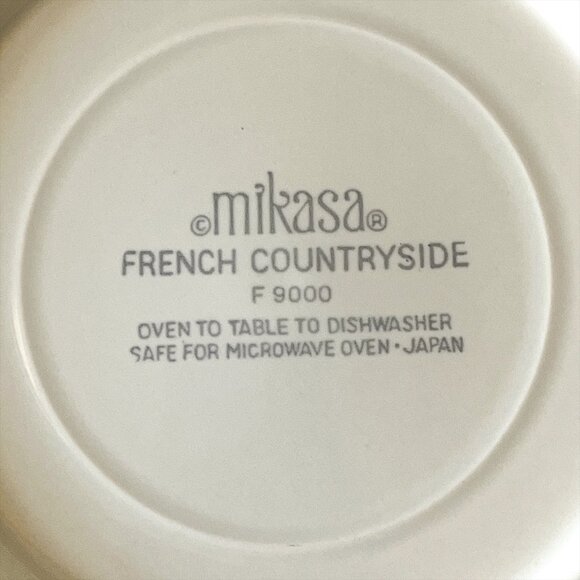 ©mikasa®
FRENCH COUNTRYSIDE
F 9000
OVEN TO TABLE TO DISHWASHER
SAFE FOR MICROWAVE OVEN · JAPAN